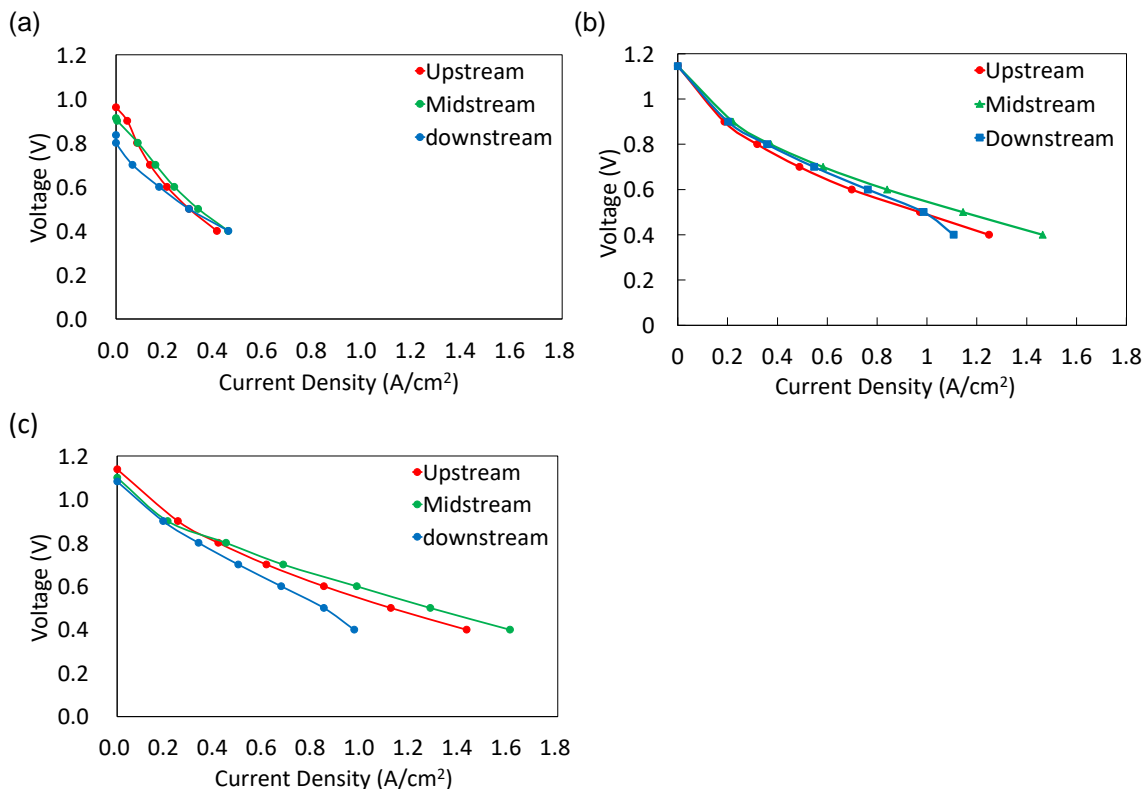 (a)
1.2
1.0
0.8
0.6
0.4
0.2
0.0
Voltage (V)
Upstream
Midstream
downstream
0.0 0.2 0.4 0.6 0.8 1.0 1.2 1.4 1.6 1.8
Current Density (A/cm²)
(b)
1.2
1
0.8
0.6
0.4
0.2
0
Voltage (V)
Upstream
Midstream
Downstream
0 0.2 0.4 0.6 0.8 1 1.2 1.4 1.6 1.8
Current Density (A/cm²)
(c)
1.2
1.0
0.8
0.6
0.4
0.2
0.0
Voltage (V)
Upstream
Midstream
downstream
0.0 0.2 0.4 0.6 0.8 1.0 1.2 1.4 1.6 1.8
Current Density (A/cm²)